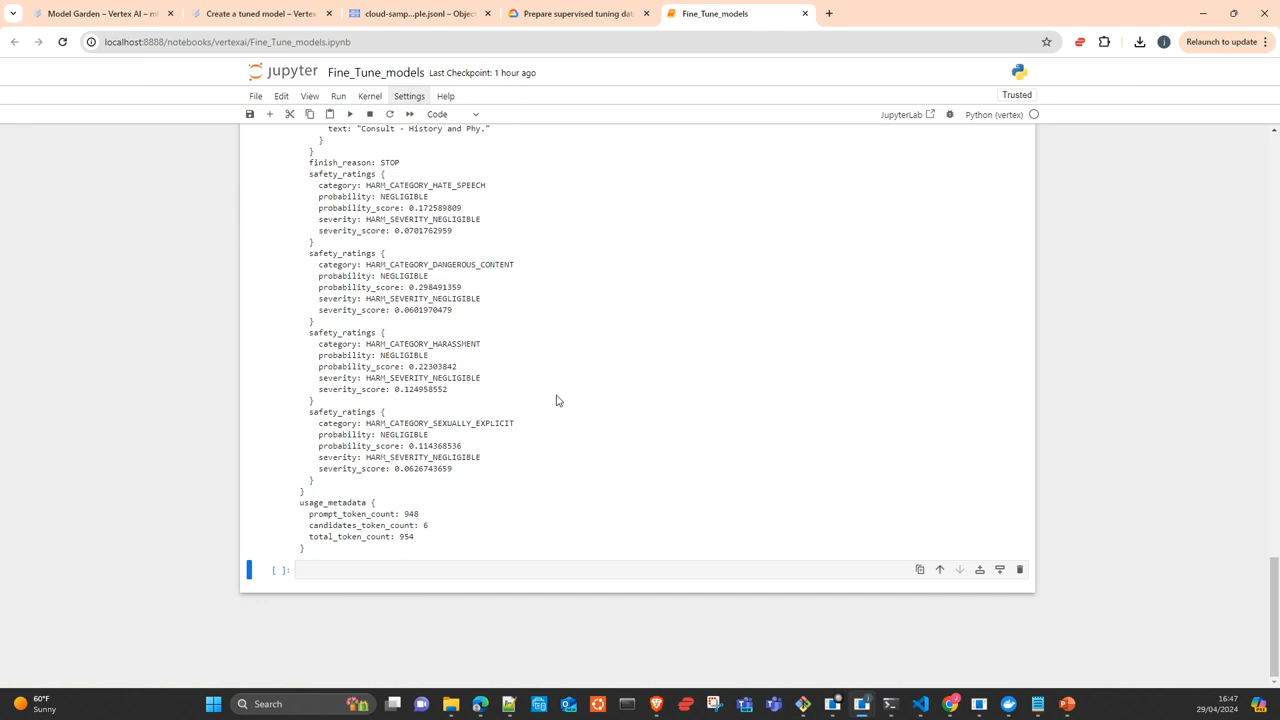 Model Garden – Vertex AI – mi
Create a tuned model – Vertex
cloud-samp...ple.jsonl – Objec
Prepare supervised tuning dat
Fine_Tune_models
localhost:8888/notebooks/vertexai/Fine_Tune_models.ipynb
Relaunch to update
jupyter Fine_Tune_models Last Checkpoint: 1 hour ago
File Edit View Run Kernel Settings Help
Trusted
Code
JupyterLab
Python (vertex)
text: "Consult - History and Phy."
}
}
finish_reason: STOP
safety_ratings {
category: HARM_CATEGORY_HATE_SPEECH
probability: NEGLIGIBLE
probability_score: 0.172589809
severity: HARM_SEVERITY_NEGLIGIBLE
severity_score: 0.0701762959
}
safety_ratings {
category: HARM_CATEGORY_DANGEROUS_CONTENT
probability: NEGLIGIBLE
probability_score: 0.298491359
severity: HARM_SEVERITY_NEGLIGIBLE
severity_score: 0.0601970479
}
safety_ratings {
category: HARM_CATEGORY_HARASSMENT
probability: NEGLIGIBLE
probability_score: 0.22303842
severity: HARM_SEVERITY_NEGLIGIBLE
severity_score: 0.124958552
}
safety_ratings {
category: HARM_CATEGORY_SEXUALLY_EXPLICIT
probability: NEGLIGIBLE
probability_score: 0.114368536
severity: HARM_SEVERITY_NEGLIGIBLE
severity_score: 0.0626743659
}
}
usage_metadata {
prompt_token_count: 948
candidates_token_count: 6
total_token_count: 954
}
[ ]:
60°F
Sunny
Search
16:47
29/04/2024